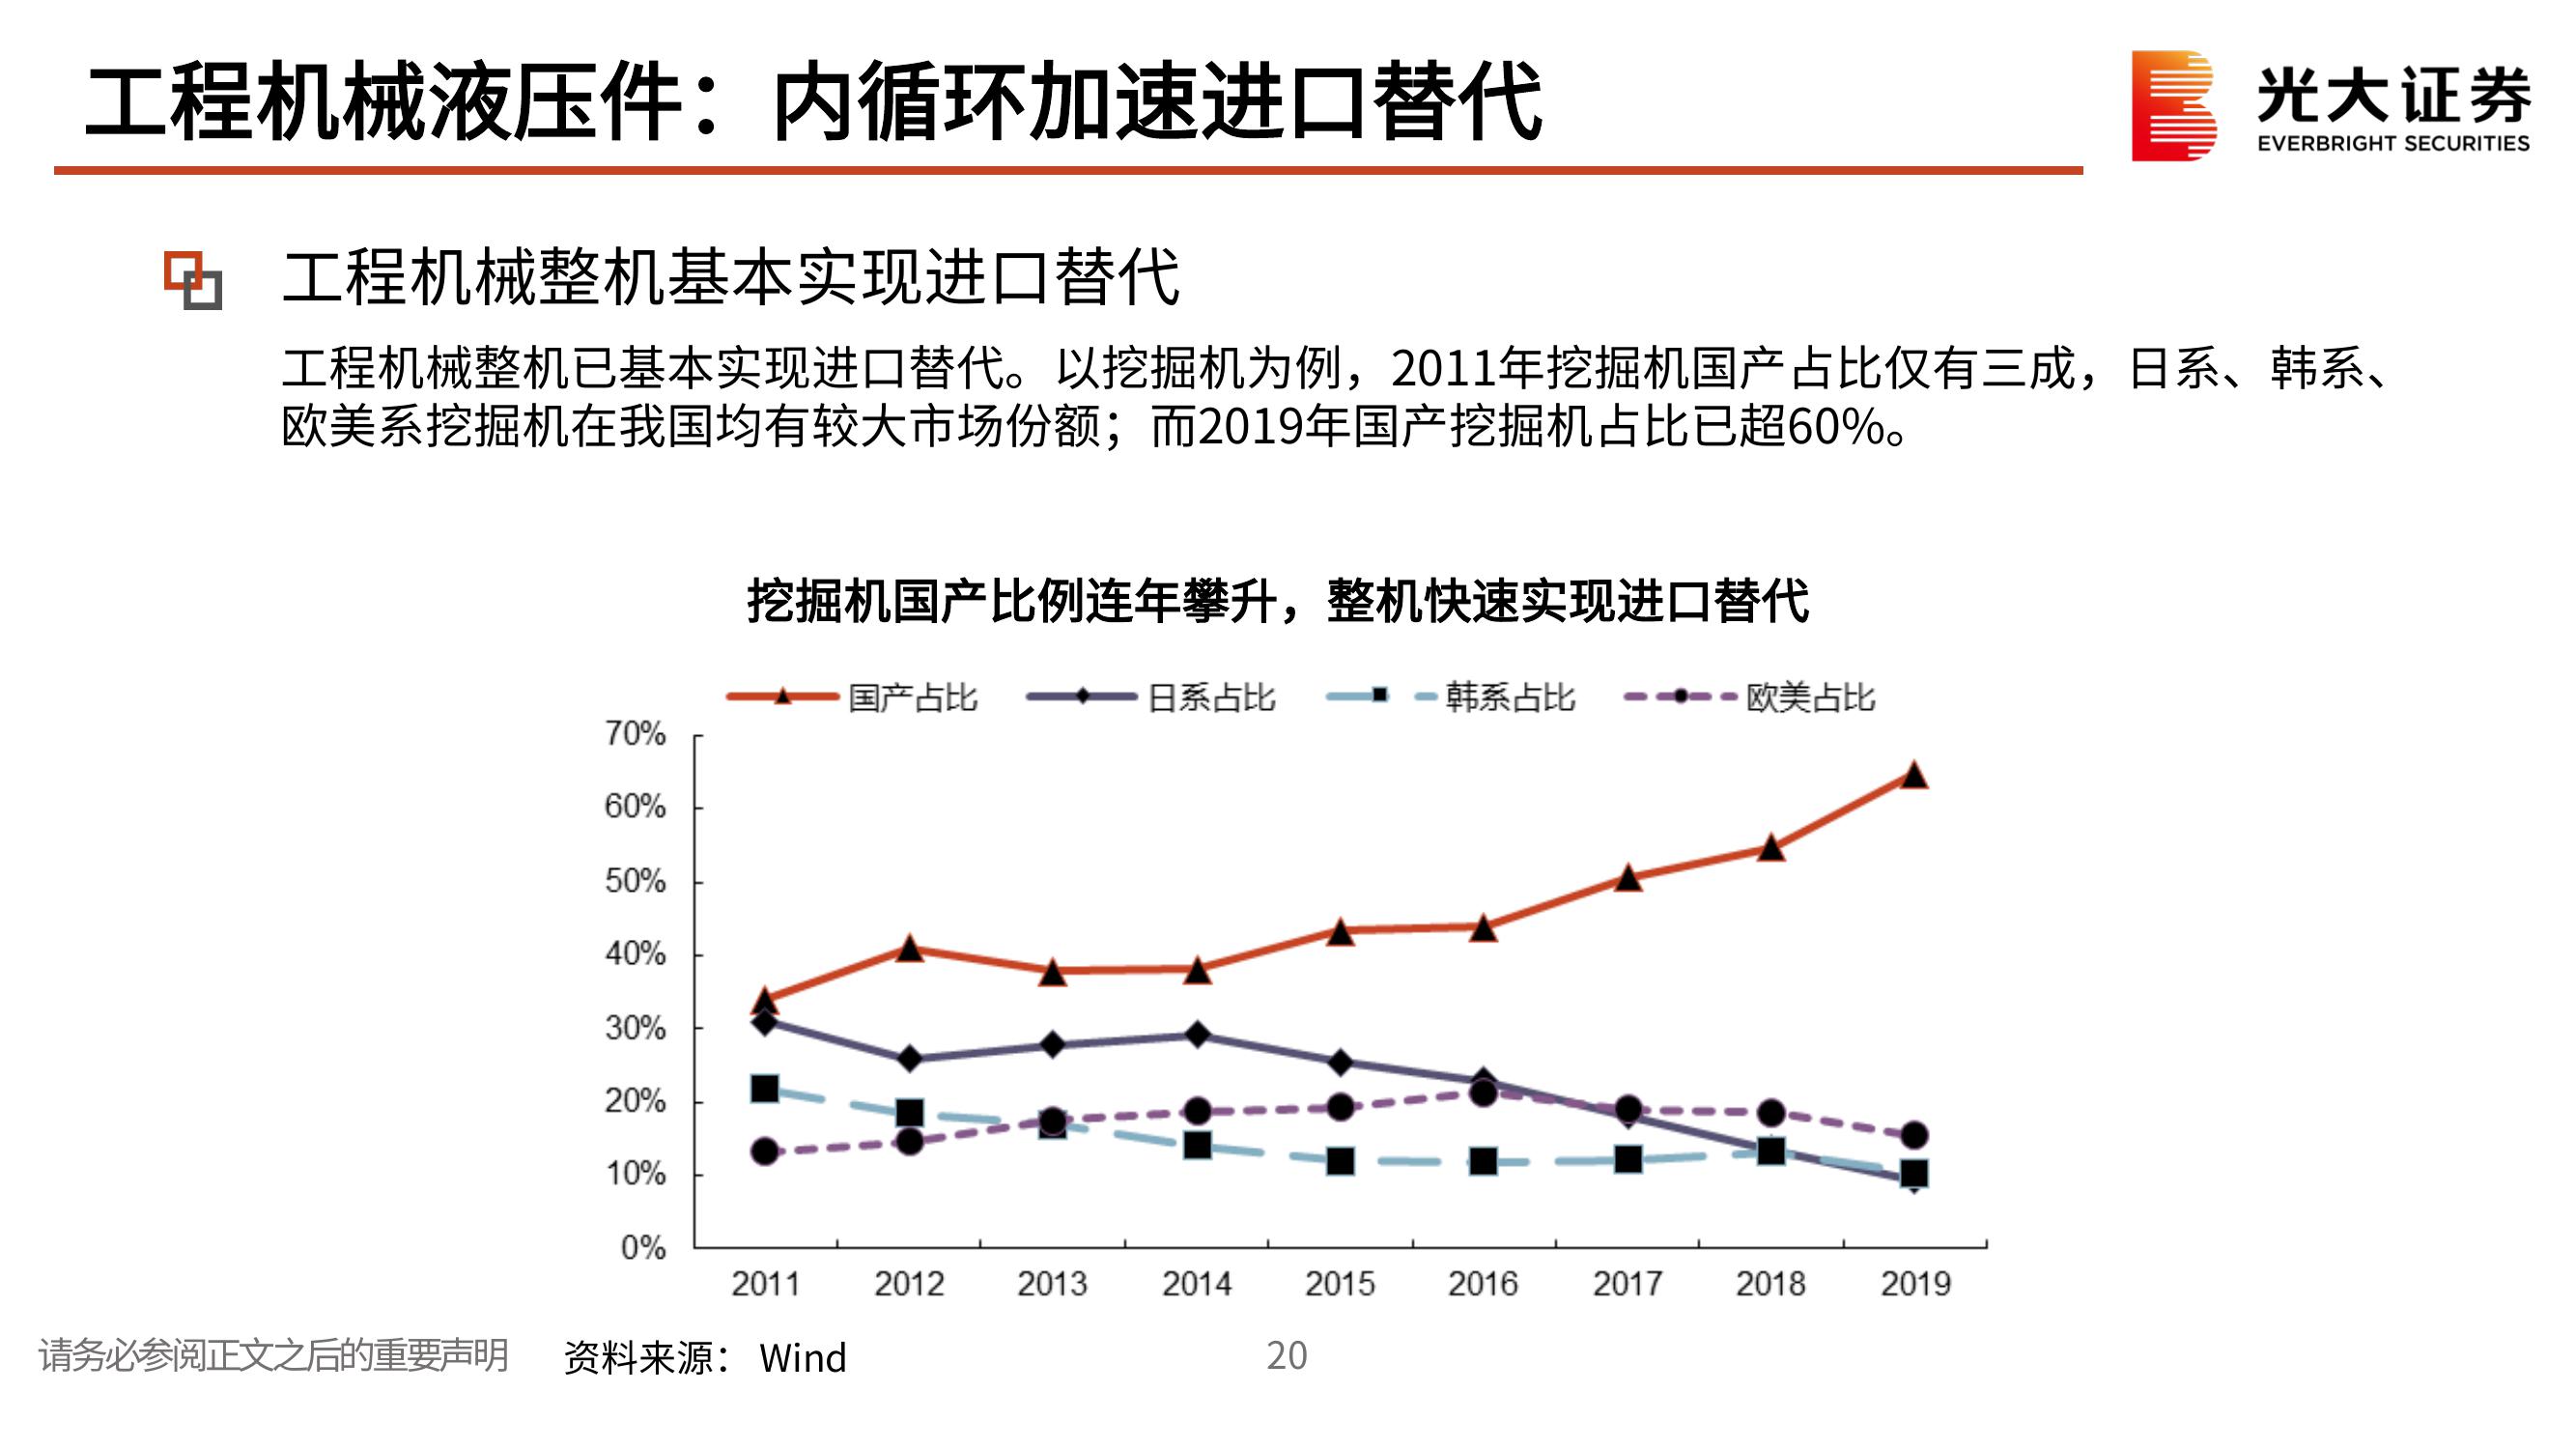 工程机械液压件：内循环加速进口替代
光大证券
EVERBRIGHT SECURITIES
工程机械整机基本实现进口替代
工程机械整机已基本实现进口替代。以挖掘机为例，2011年挖掘机国产占比仅有三成，日系、韩系、
欧美系挖掘机在我国均有较大市场份额；而2019年国产挖掘机占比已超60%。
挖掘机国产比例连年攀升，整机快速实现进口替代
国产占比 日系占比 韩系占比 欧美占比
70%
60%
50%
40%
30%
20%
10%
0%
2011 2012 2013 2014 2015 2016 2017 2018 2019
请务必参阅正文之后的重要声明 资料来源： Wind 20